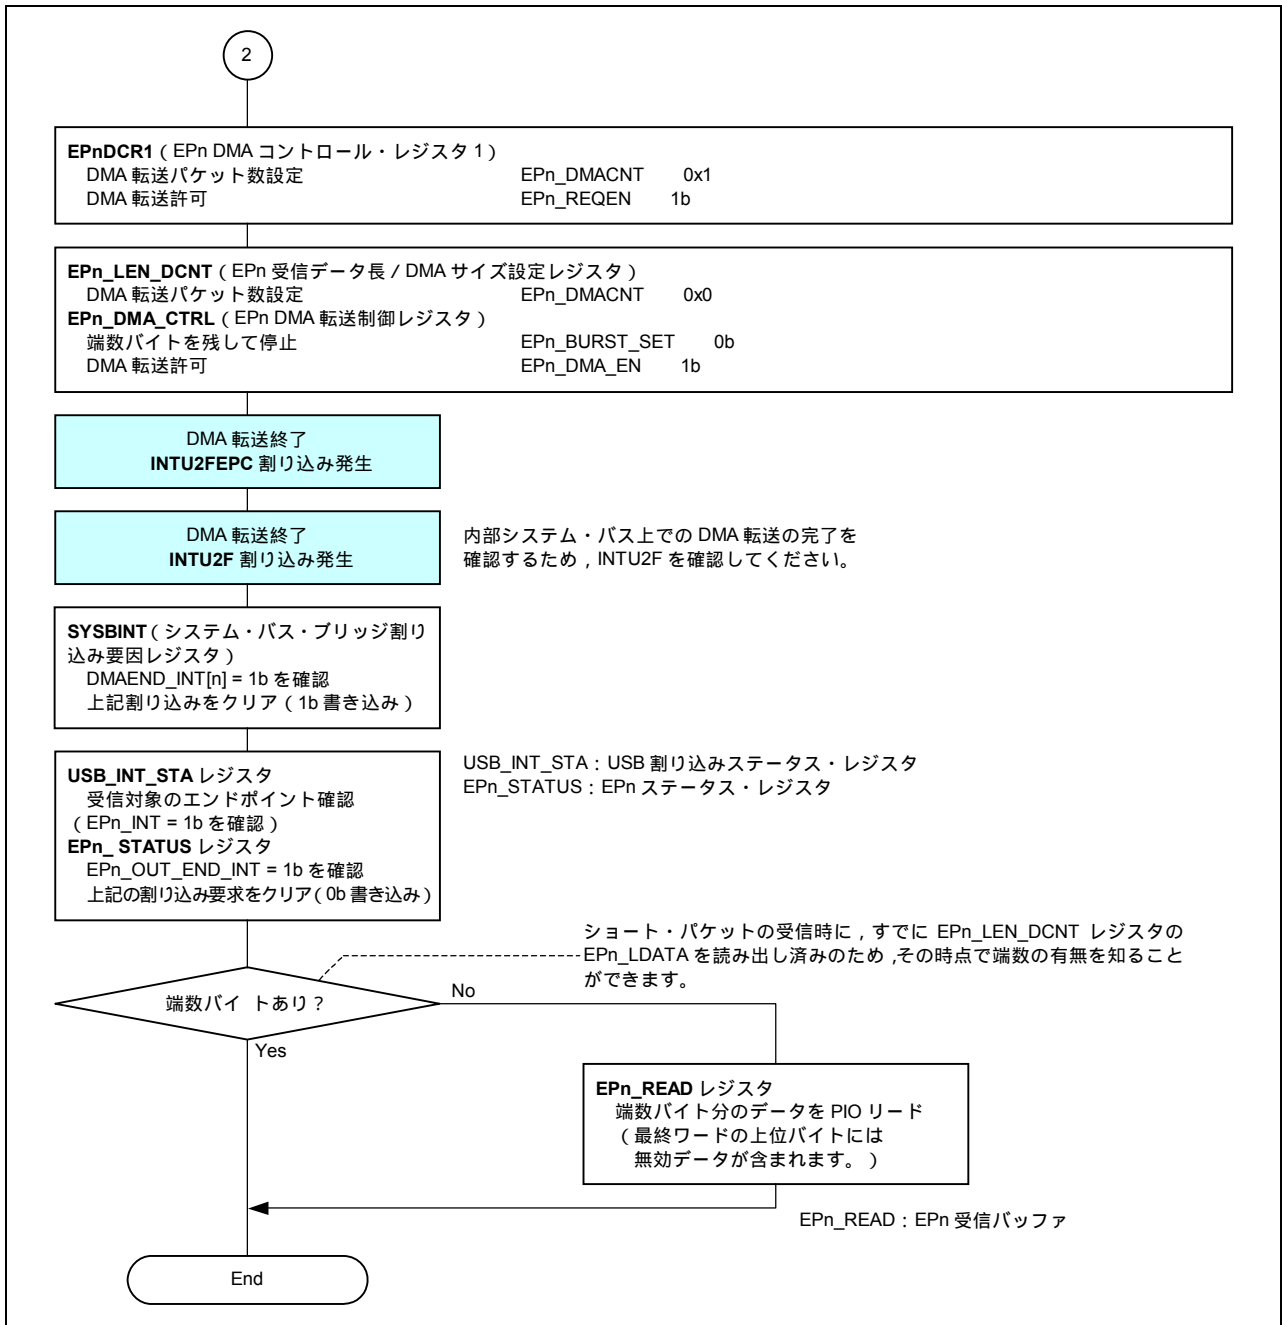 2
EPnDCR1（EPn DMA コントロール・レジスタ 1）
DMA 転送パケット数設定 EPn_DMACNT 0x1
DMA 転送許可 EPn_REQEN 1b
EPn_LEN_DCNT（EPn 受信データ長 / DMA サイズ設定レジスタ）
DMA 転送パケット数設定 EPn_DMACNT 0x0
EPn_DMA_CTRL（EPn DMA 転送制御レジスタ）
端数バイトを残して停止 EPn_BURST_SET 0b
DMA 転送許可 EPn_DMA_EN 1b
DMA 転送終了
INTU2FEPC 割り込み発生
DMA 転送終了
INTU2F 割り込み発生
内部システム・バス上での DMA 転送の完了を
確認するため，INTU2F を確認してください。
SYSBINT（システム・バス・ブリッジ割り
込み要因レジスタ）
DMAEND_INT[n] = 1b を確認
上記割り込みをクリア（1b 書き込み）
USB_INT_STA レジスタ
受信対象のエンドポイント確認
（EPn_INT = 1b を確認）
EPn_ STATUS レジスタ
EPn_OUT_END_INT = 1b を確認
上記の割り込み要求をクリア（0b 書き込み）
USB_INT_STA：USB 割り込みステータス・レジスタ
EPn_STATUS：EPn ステータス・レジスタ
ショート・パケットの受信時に，すでに EPn_LEN_DCNT レジスタの
EPn_LDATA を読み出し済みのため，その時点で端数の有無を知ること
ができます。
端数バイ トあり？
No
Yes
EPn_READ レジスタ
端数バイト分のデータを PIO リード
（最終ワードの上位バイトには
無効データが含まれます。）
EPn_READ：EPn 受信バッファ
End